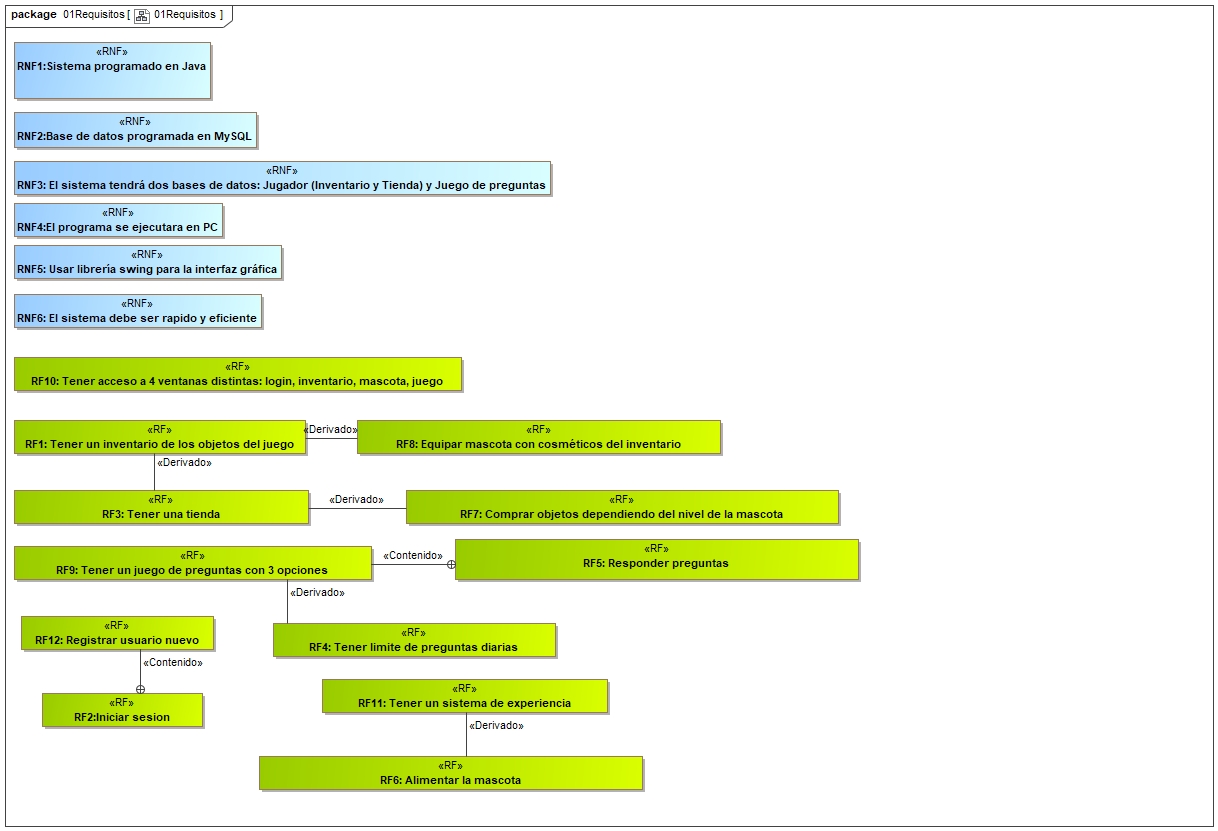 package 01Requisitos [ 01Requisitos ]
«RNF»
RNF1:Sistema programado en Java
«RNF»
RNF2:Base de datos programada en MySQL
«RNF»
RNF3: El sistema tendrá dos bases de datos: Jugador (Inventario y Tienda) y Juego de preguntas
«RNF»
RNF4:El programa se ejecutara en PC
«RNF»
RNF5: Usar librería swing para la interfaz gráfica
«RNF»
RNF6: El sistema debe ser rapido y eficiente
«RF»
RF10: Tener acceso a 4 ventanas distintas: login, inventario, mascota, juego
«RF»
RF1: Tener un inventario de los objetos del juego
«Derivado»
«RF»
RF8: Equipar mascota con cosméticos del inventario
«Derivado»
«RF»
RF3: Tener una tienda
«Derivado»
«RF»
RF7: Comprar objetos dependiendo del nivel de la mascota
«RF»
RF9: Tener un juego de preguntas con 3 opciones
«Contenido»
«RF»
RF5: Responder preguntas
«Derivado»
«RF»
RF12: Registrar usuario nuevo
«RF»
RF4: Tener limite de preguntas diarias
«Contenido»
«RF»
RF2:Iniciar sesion
«RF»
RF11: Tener un sistema de experiencia
«Derivado»
«RF»
RF6: Alimentar la mascota